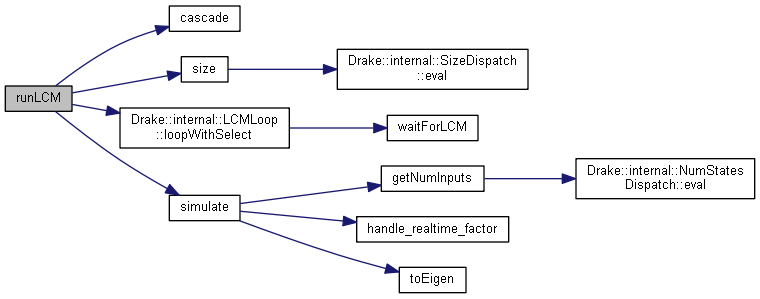 cascade
size
Drake::internal::SizeDispatch
::eval
runLCM
Drake::internal::LCMLoop
::loopWithSelect
waitForLCM
getNumInputs
Drake::internal::NumStates
Dispatch::eval
simulate
handle_realtime_factor
toEigen